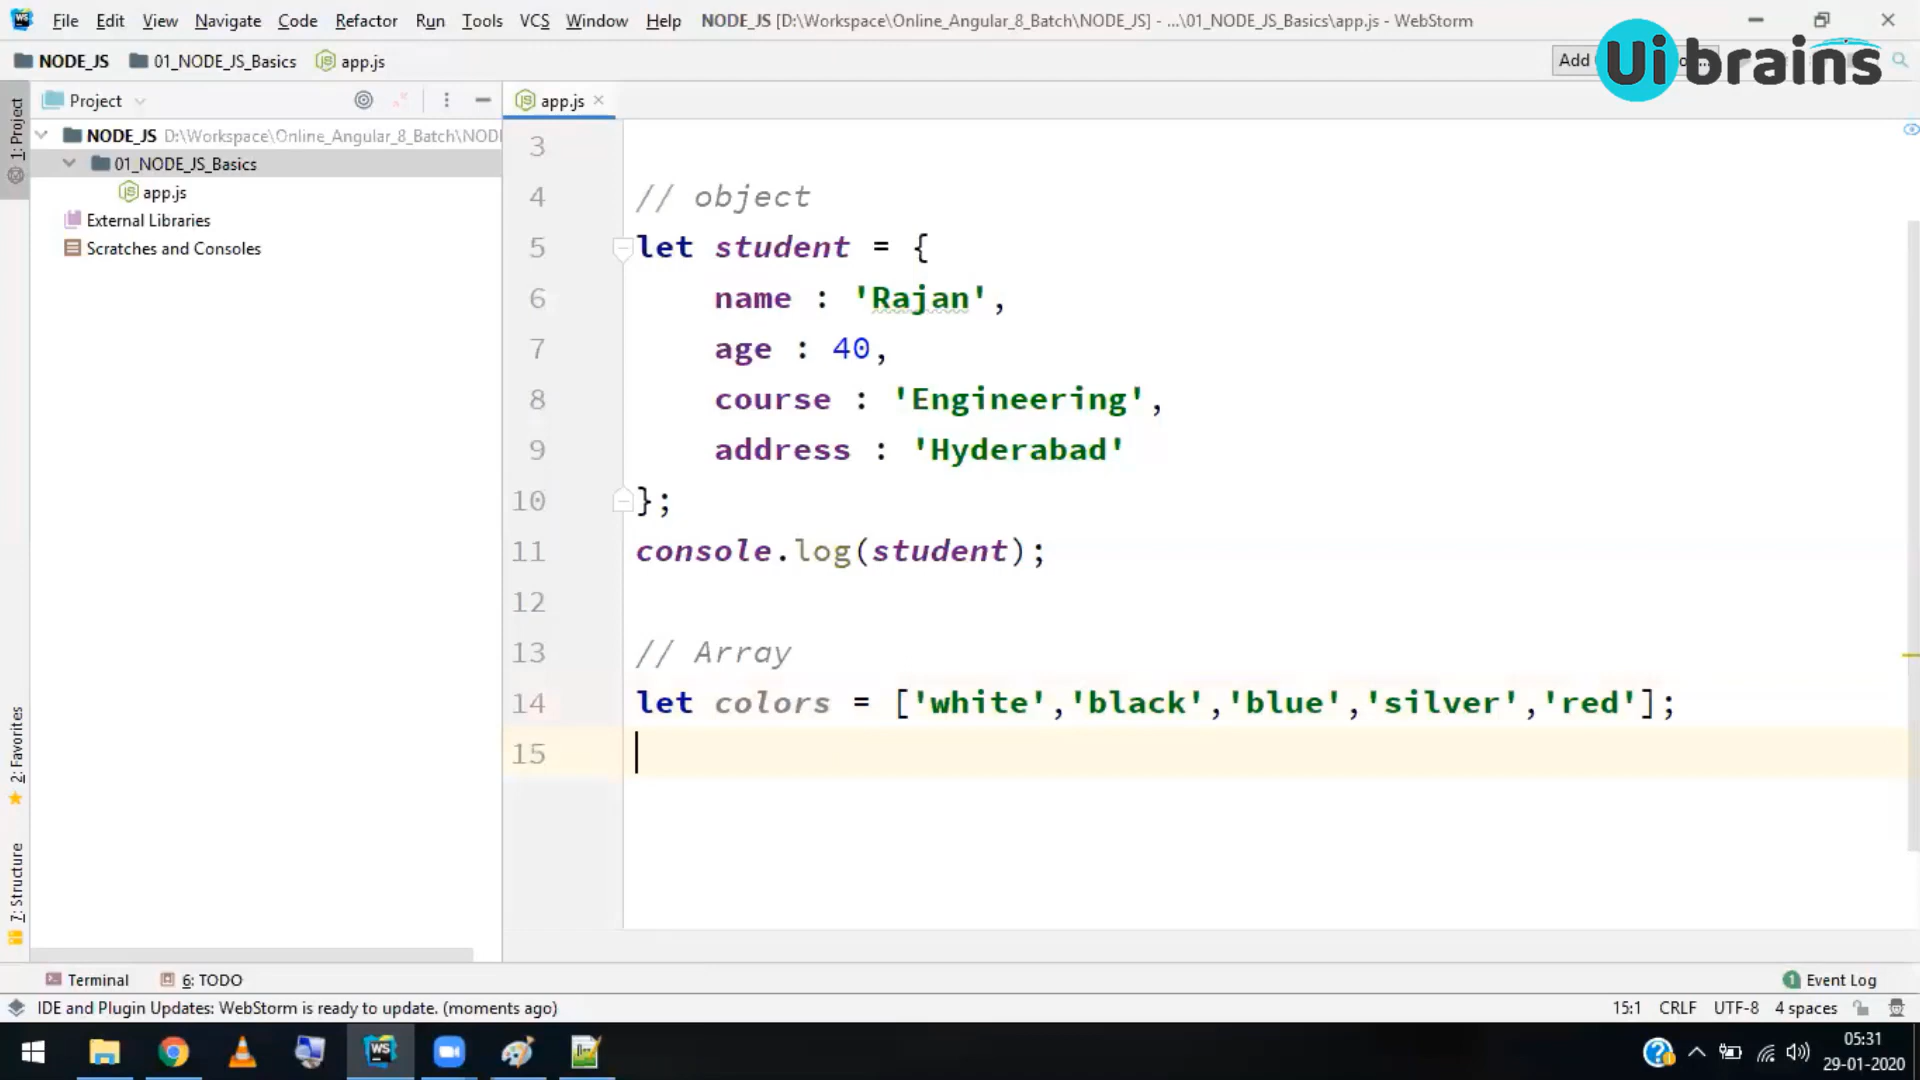 File Edit View Navigate Code Refactor Run Tools VCS Window Help NODE_JS [D:\Workspace\Online_Angular_8_Batch\NODE_JS] - ...\01_NODE_JS_Basics\app.js - WebStorm
NODE_JS 01_NODE_JS_Basics app.js Add
Uibrains
1: Project
Project
app.js
NODE_JS D:\Workspace\Online_Angular_8_Batch\NODE
01_NODE_JS_Basics
app.js
External Libraries
Scratches and Consoles
2: Favorites
7: Structure
3
4 // object
5 let student = {
6 name : 'Rajan',
7 age : 40,
8 course : 'Engineering',
9 address : 'Hyderabad'
10 };
11 console.log(student);
12
13 // Array
14 let colors = ['white','black','blue','silver','red'];
15
Terminal 6: TODO 1 Event Log
IDE and Plugin Updates: WebStorm is ready to update. (moments ago) 15:1 CRLF UTF-8 4 spaces
WS
05:31
29-01-2020